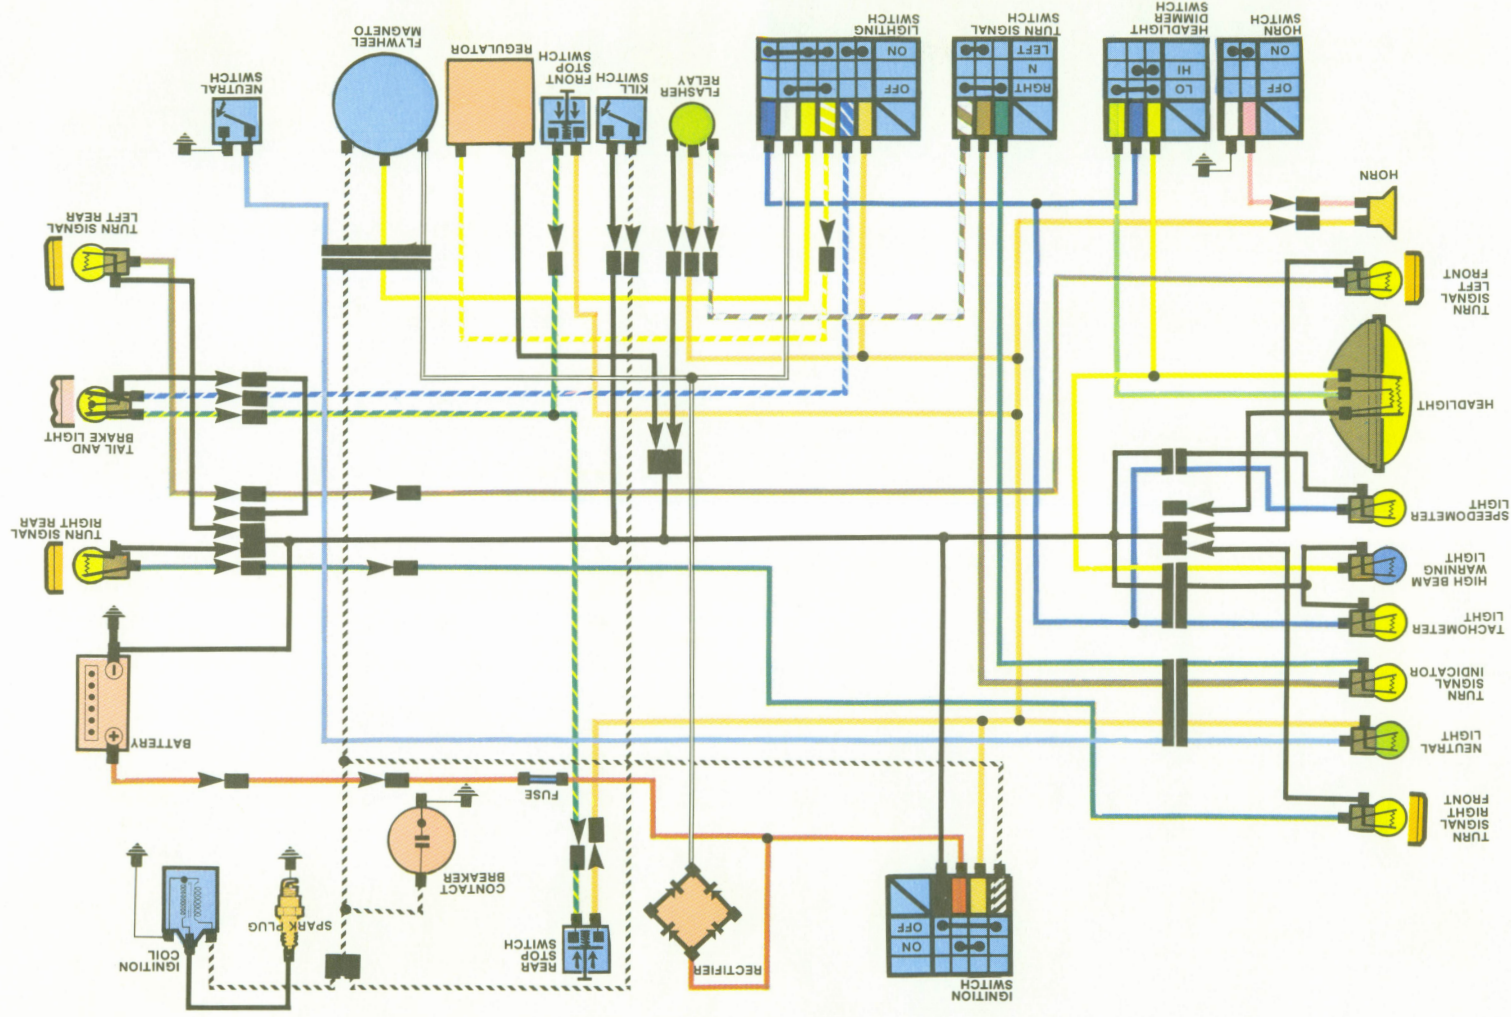 IGNITION
SWITCH
ON
OFF
RECTIFIER
REAR
STOP
SWITCH
IGNITION
COIL
SPARK PLUG
CONTACT
BREAKER
TURN
SIGNAL
RIGHT
FRONT
FUSE
BATTERY
+
−
NEUTRAL
LIGHT
TURN
SIGNAL
INDICATOR
TACHOMETER
LIGHT
HIGH BEAM
WARNING
LIGHT
TURN SIGNAL
RIGHT REAR
SPEEDOMETER
LIGHT
TAIL AND
BRAKE LIGHT
HEADLIGHT
TURN
SIGNAL
LEFT
FRONT
TURN SIGNAL
LEFT REAR
HORN
OFF
ON
HORN
SWITCH
LO
HI
HEADLIGHT
DIMMER
SWITCH
RGHT
N
LEFT
TURN SIGNAL
SWITCH
OFF
ON
LIGHTING
SWITCH
FLASHER
RELAY
KILL
SWITCH
FRONT
STOP
SWITCH
REGULATOR
FLYWHEEL
MAGNETO
NEUTRAL
SWITCH